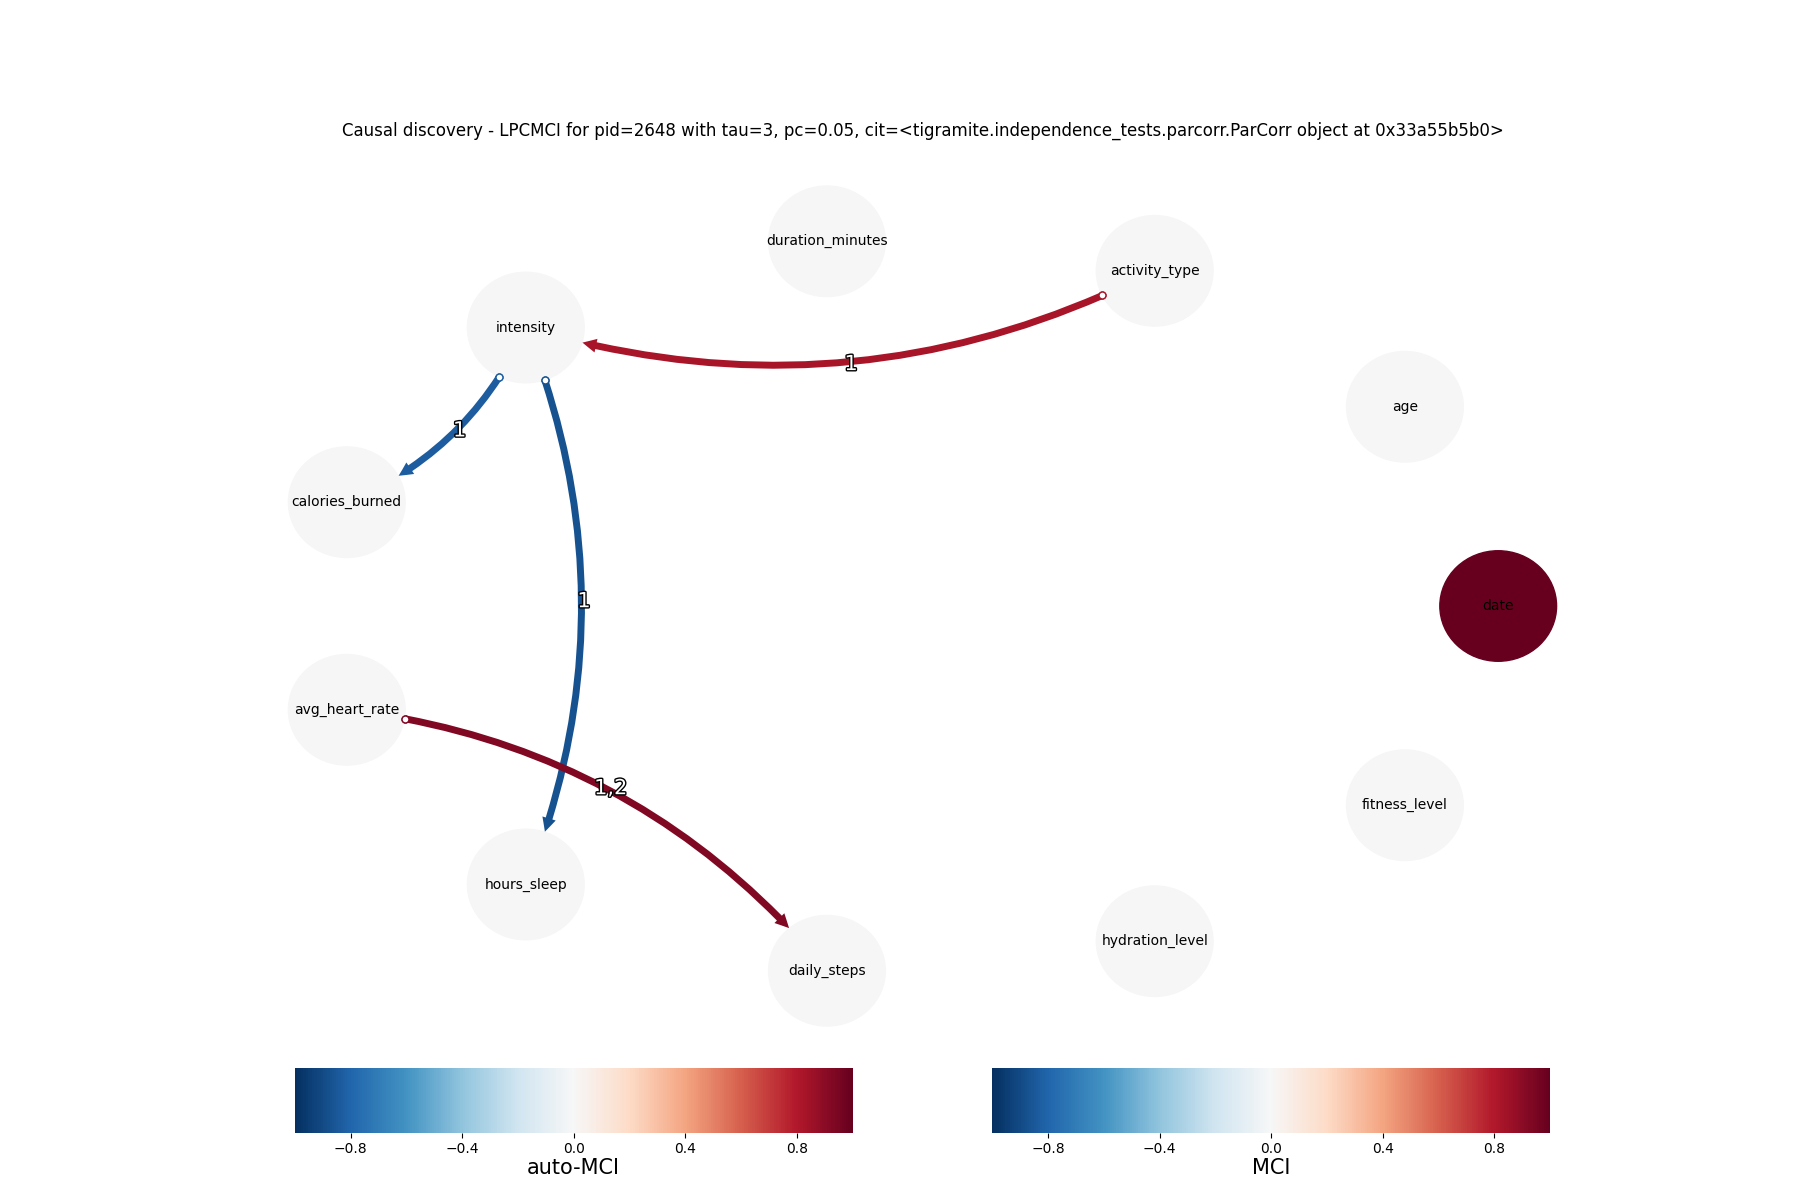 Causal discovery - LPCMCI for pid=2648 with tau=3, pc=0.05, cit=<tigramite.independence_tests.parcorr.ParCorr object at 0x33a55b5b0>
duration_minutes
activity_type
intensity
1
age
1
calories_burned
1
date
avg_heart_rate
1,2
fitness_level
hours_sleep
hydration_level
daily_steps
−0.8 −0.4 0.0 0.4 0.8
auto-MCI
−0.8 −0.4 0.0 0.4 0.8
MCI